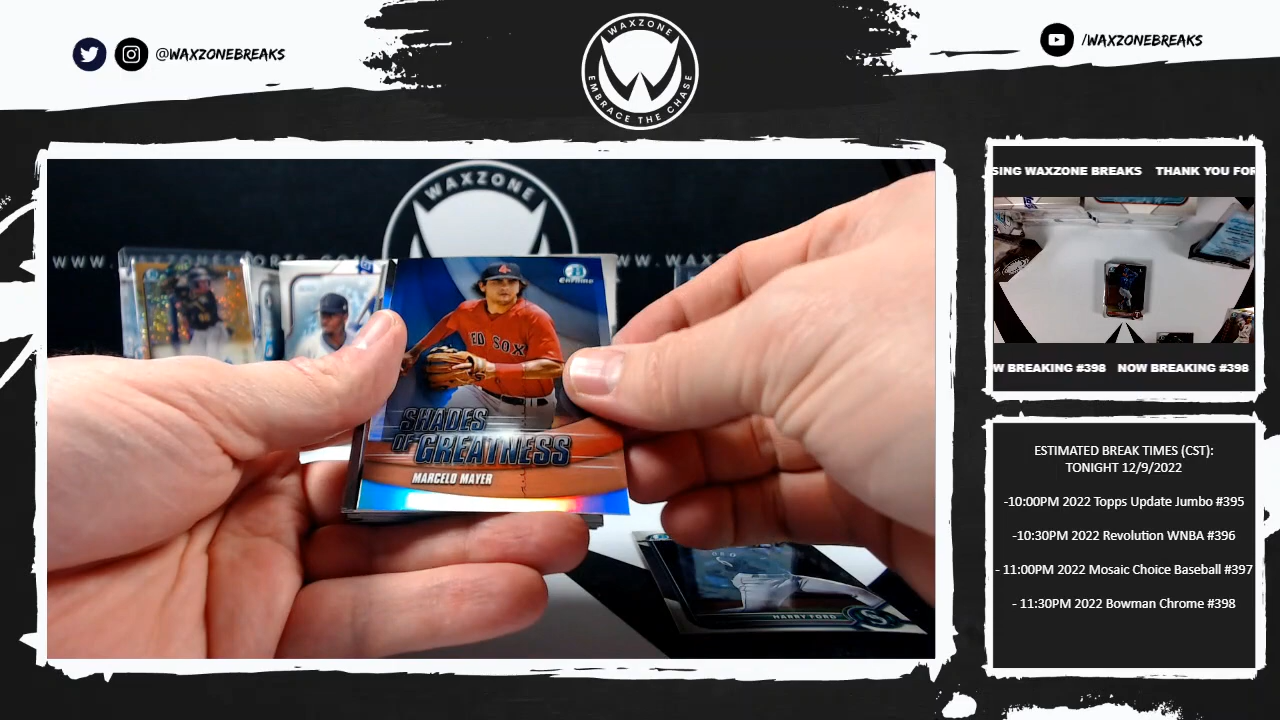 @WAXZONEBREAKS
WAXZONE
EMBRACE THE CHASE
/WAXZONEBREAKS
WAXZONE
SING WAXZONE BREAKS THANK YOU FOR
W BREAKING #398 NOW BREAKING #398
B
CHROME
RED SOX
SHADES
OF GREATNESS
MARCELO MAYER
HARRY FORD
S
ESTIMATED BREAK TIMES (CST):
TONIGHT 12/9/2022
-10:00PM 2022 Topps Update Jumbo #395
-10:30PM 2022 Revolution WNBA #396
- 11:00PM 2022 Mosaic Choice Baseball #397
- 11:30PM 2022 Bowman Chrome #398